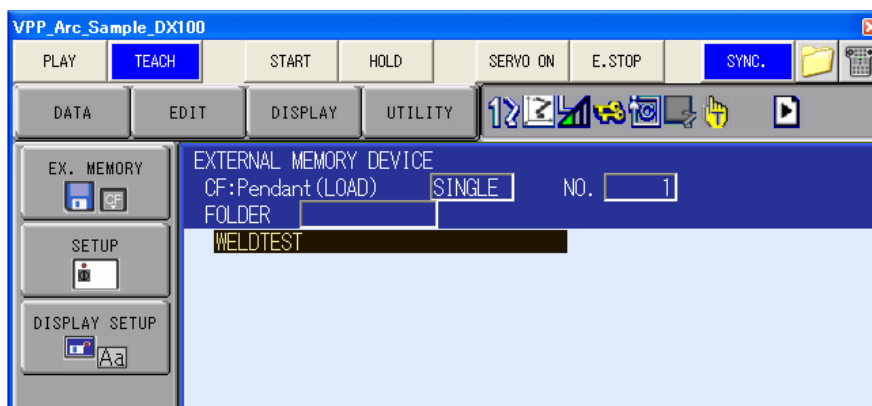 VPP_Arc_Sample_DX100
PLAY TEACH START HOLD SERVO ON E.STOP SYNC.
DATA EDIT DISPLAY UTILITY
EX. MEMORY
CF
SETUP
DISPLAY SETUP
Aa
EXTERNAL MEMORY DEVICE
CF:Pendant(LOAD) SINGLE NO. 1
FOLDER
WELDTEST